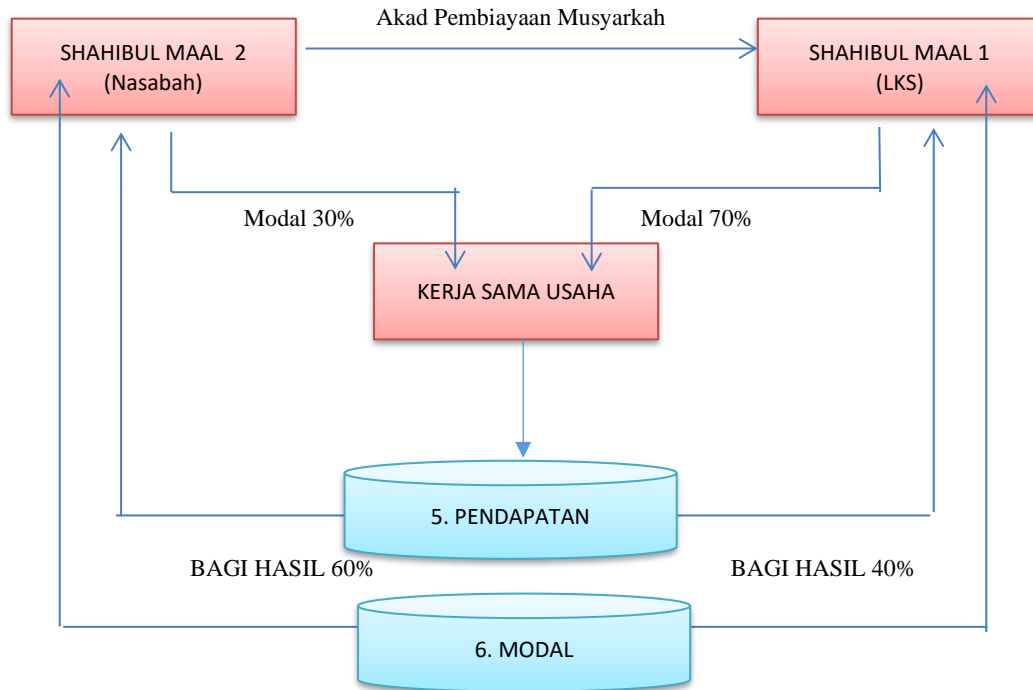 Akad Pembiayaan Musyarkah
SHAHIBUL MAAL 2
(Nasabah)
SHAHIBUL MAAL 1
(LKS)
Modal 30%
Modal 70%
KERJA SAMA USAHA
5. PENDAPATAN
BAGI HASIL 60%
BAGI HASIL 40%
6. MODAL